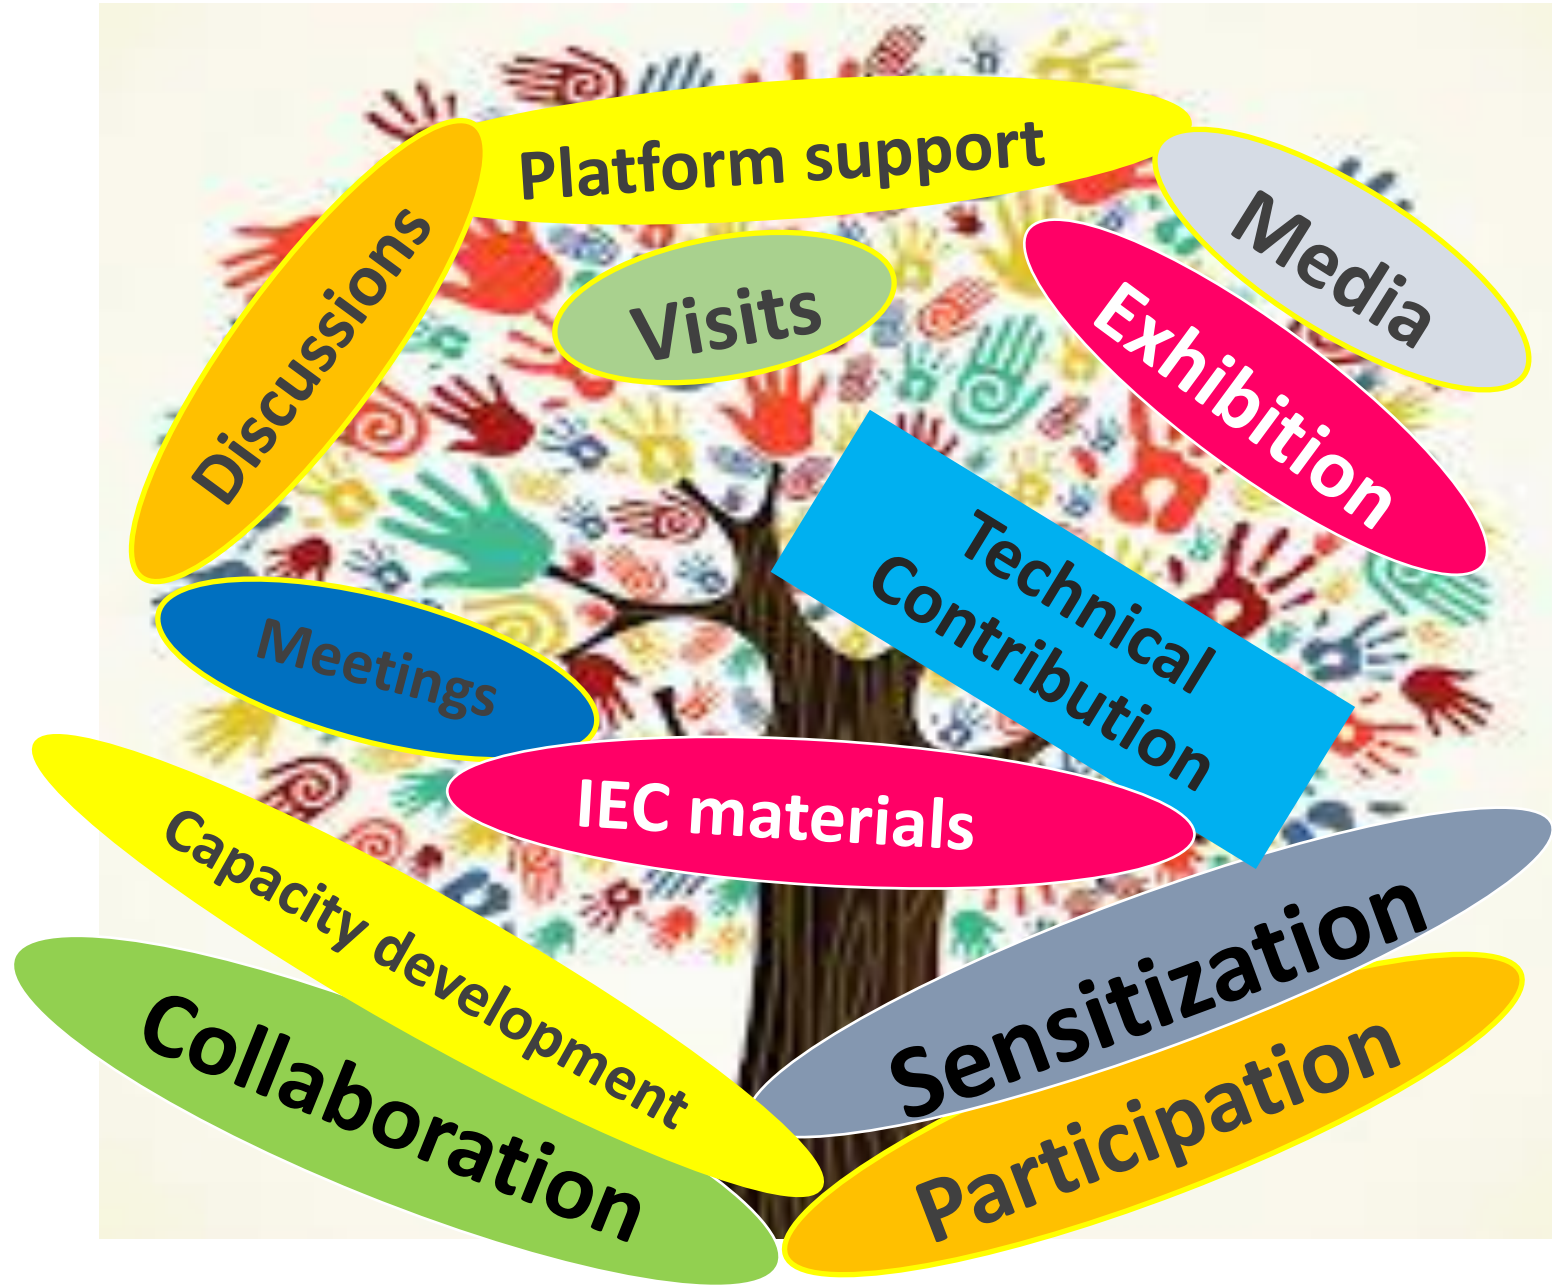 Platform support
Discussions
Media
Visits
Exhibition
Technical
Contribution
Meetings
IEC materials
Capacity development
Sensitization
Collaboration
Participation